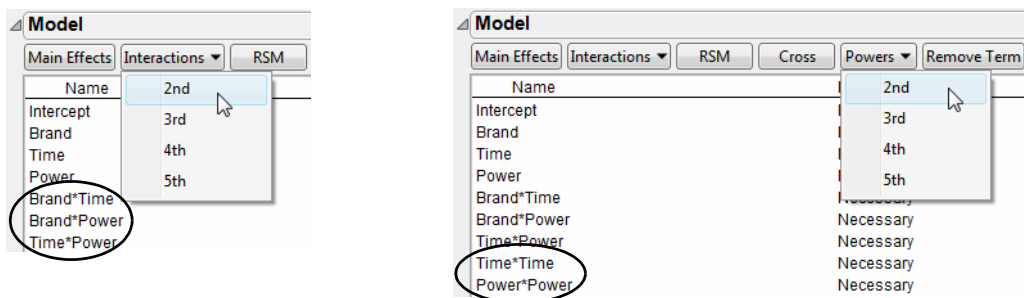 Model
Main Effects Interactions RSM
Name
2nd
Intercept
3rd
Brand
Time
4th
Power
5th
Brand*Time
Brand*Power
Time*Power
Model
Main Effects Interactions RSM Cross Powers Remove Term
Name
2nd
Intercept
3rd
Brand
Time
4th
Power
5th
Brand*Time
Brand*Power Necessary
Time*Power Necessary
Time*Time Necessary
Power*Power Necessary